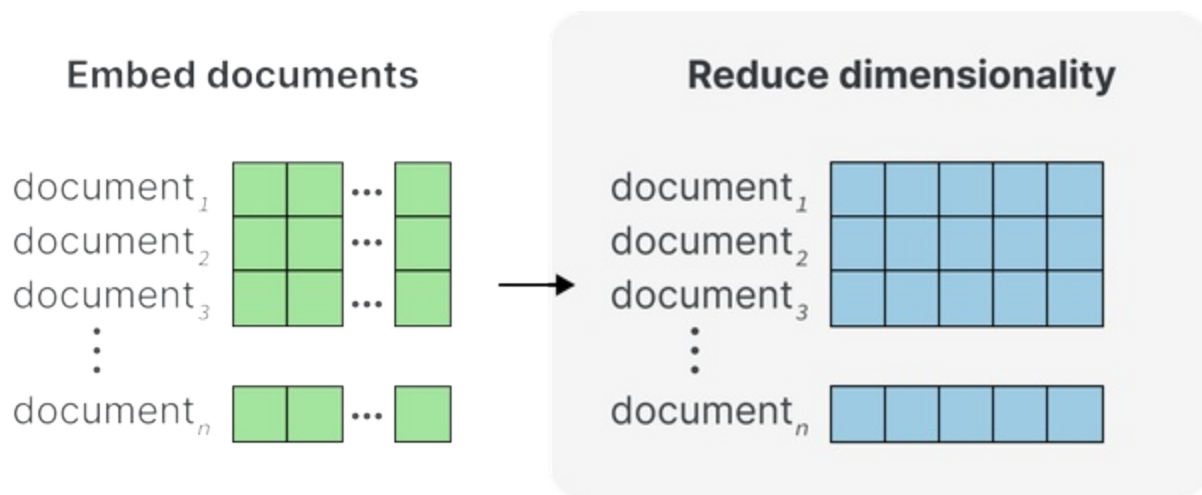 Embed documents
document1
document2
document3
documentn
Reduce dimensionality
document1
document2
document3
documentn